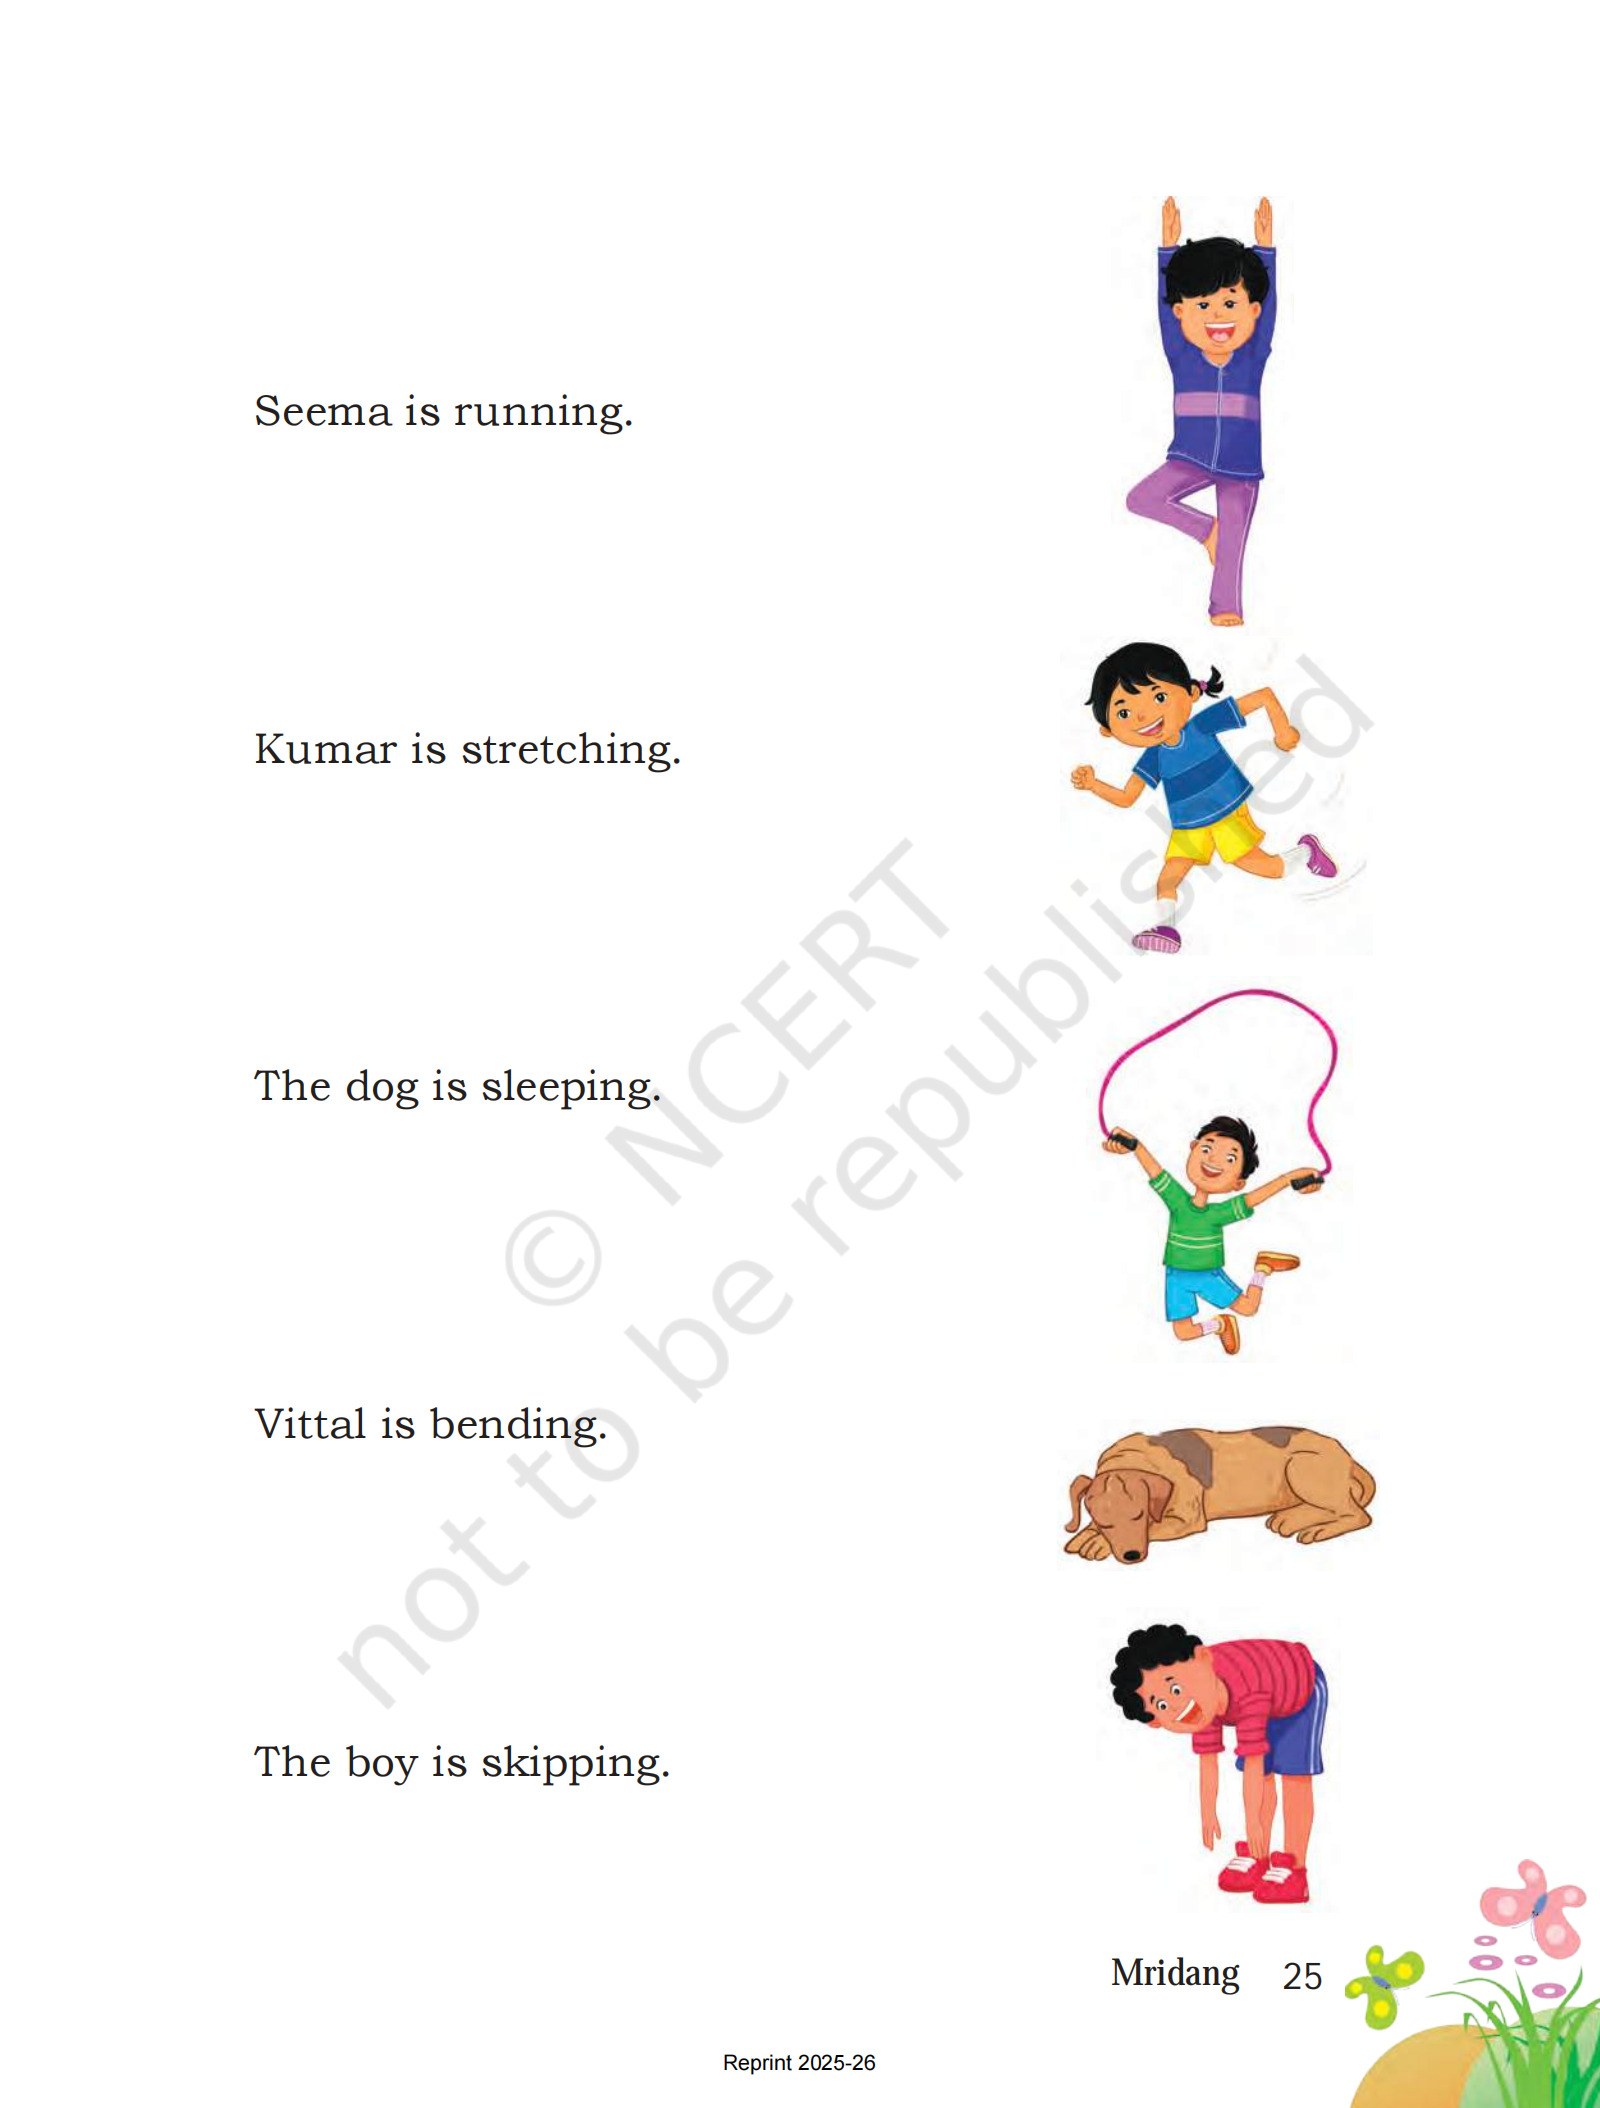 Seema is running.
Kumar is stretching.
The dog is sleeping.
Vittal is bending.
The boy is skipping.
© NCERT
not to be republished
Mridang 25
Reprint 2025-26